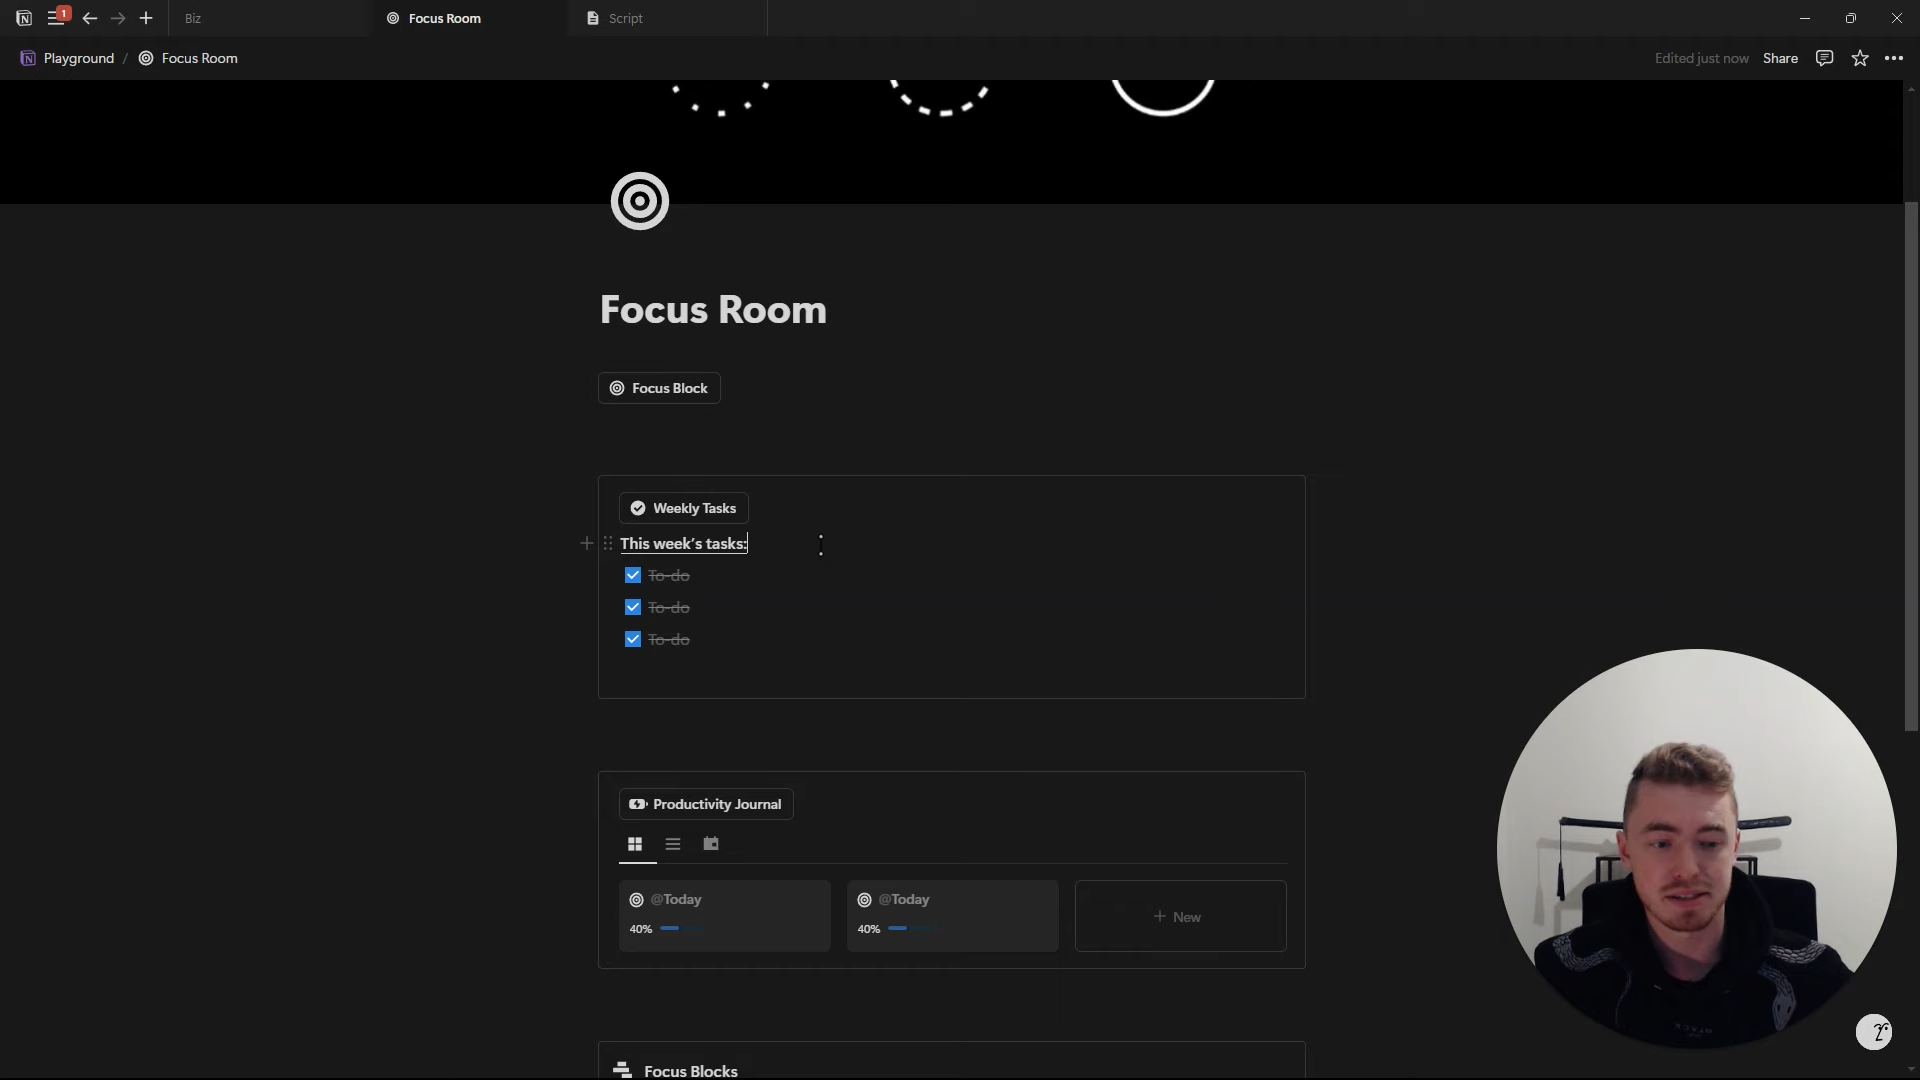 1
Biz
Focus Room
Script
Playground / Focus Room
Edited just now Share
Focus Room
Focus Block
Weekly Tasks
This week's tasks:
To-do
To-do
To-do
Productivity Journal
@Today
40%
@Today
40%
+ New
Focus Blocks